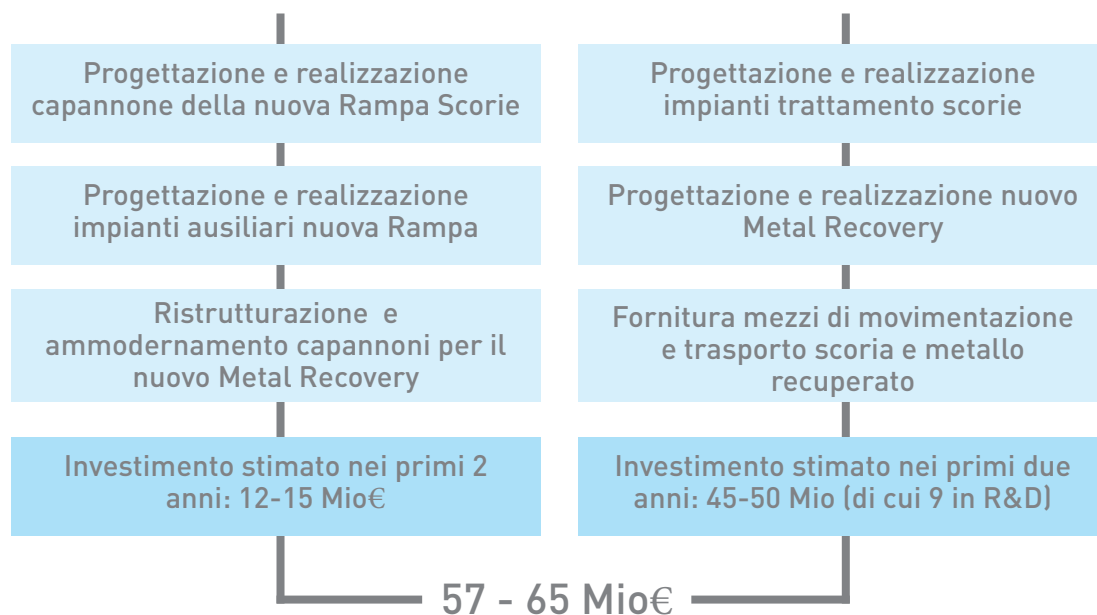 Progettazione e realizzazione
capannone della nuova Rampa Scorie
Progettazione e realizzazione
impianti ausiliari nuova Rampa
Ristrutturazione e
ammodernamento capannoni per il
nuovo Metal Recovery
Investimento stimato nei primi 2
anni: 12-15 Mio€
Progettazione e realizzazione
impianti trattamento scorie
Progettazione e realizzazione nuovo
Metal Recovery
Fornitura mezzi di movimentazione
e trasporto scoria e metallo
recuperato
Investimento stimato nei primi due
anni: 45-50 Mio (di cui 9 in R&D)
57 - 65 Mio€